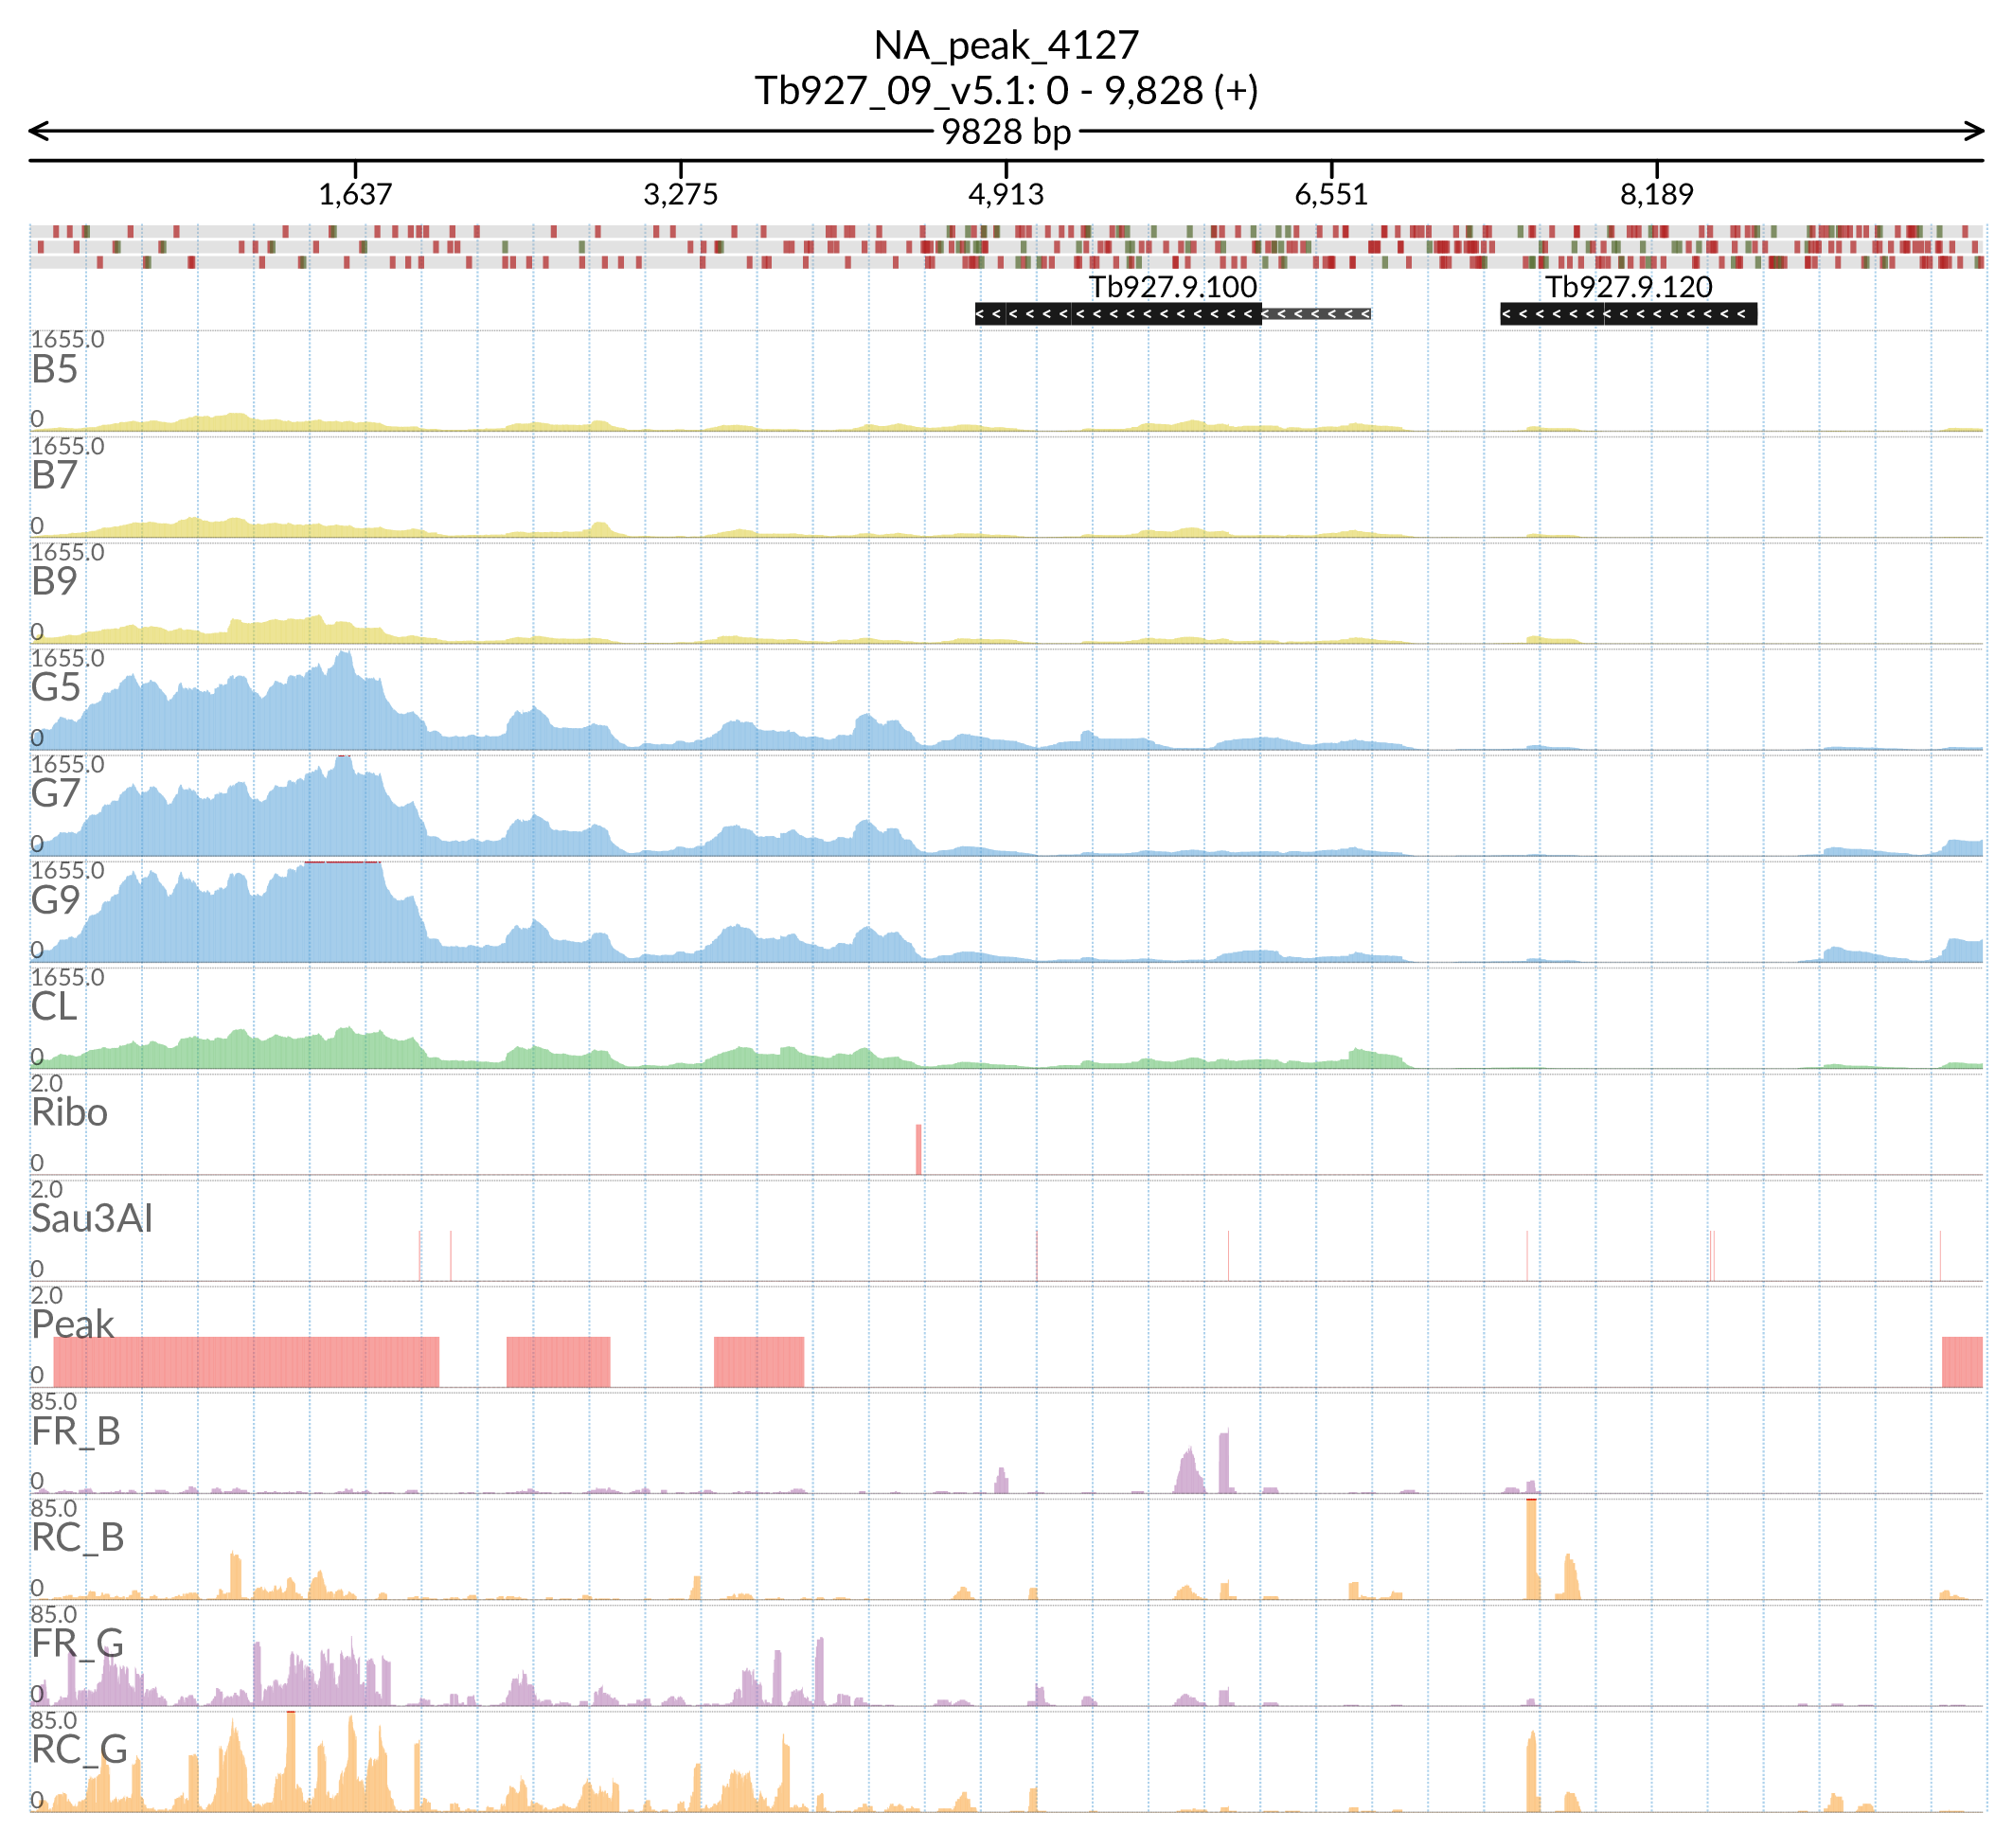 NA_peak_4127
Tb927_09_v5.1: 0 - 9,828 (+)
9828 bp
1,637 3,275 4,913 6,551 8,189
Tb927.9.100 Tb927.9.120
1655.0
B5
0
1655.0
B7
0
1655.0
B9
0
1655.0
G5
0
1655.0
G7
0
1655.0
G9
0
1655.0
CL
0
2.0
Ribo
0
2.0
Sau3AI
0
2.0
Peak
0
85.0
FR_B
0
85.0
RC_B
0
85.0
FR_G
0
85.0
RC_G
0